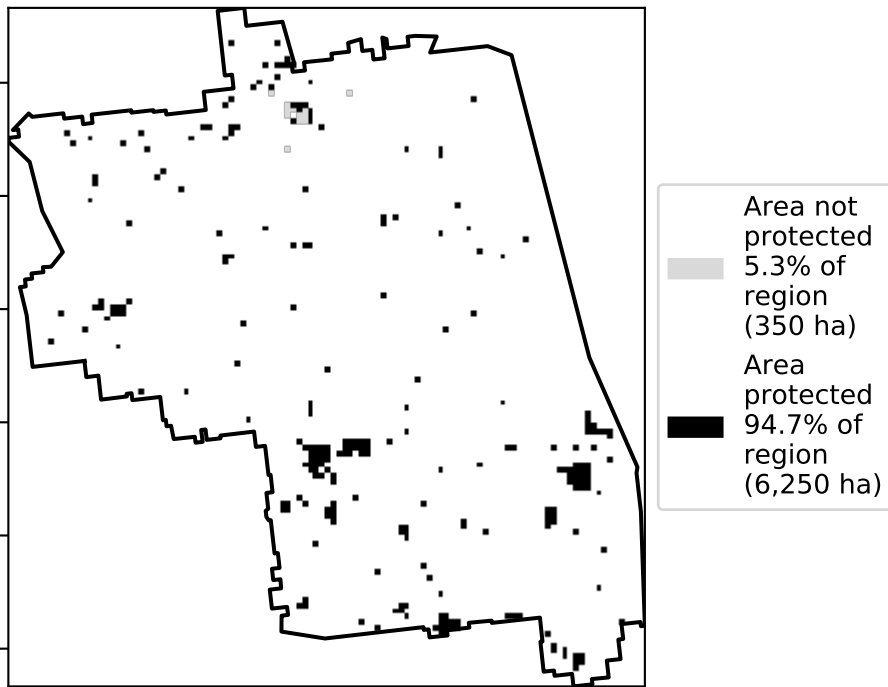 Area not
protected
5.3% of
region
(350 ha)
Area
protected
94.7% of
region
(6,250 ha)